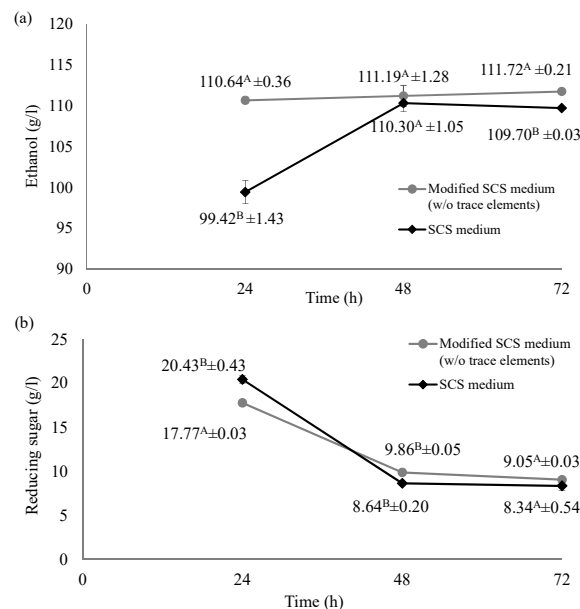 (a)
120
115
110
105
100
95
90
Ethanol (g/l)
110.64ᴬ ±0.36
111.19ᴬ ± 1.28
111.72ᴬ ± 0.21
110.30ᴬ ±1.05
109.70ᴮ ± 0.03
99.42ᴮ ±1.43
Modified SCS medium
(w/o trace elements)
SCS medium
0
24
48
72
Time (h)
(b)
25
20
15
10
5
0
Reducing sugar (g/l)
Modified SCS medium
(w/o trace elements)
SCS medium
20.43ᴮ±0.43
17.77ᴬ±0.03
9.86ᴮ±0.05
9.05ᴬ±0.03
8.64ᴮ±0.20
8.34ᴬ±0.54
0
24
48
72
Time (h)